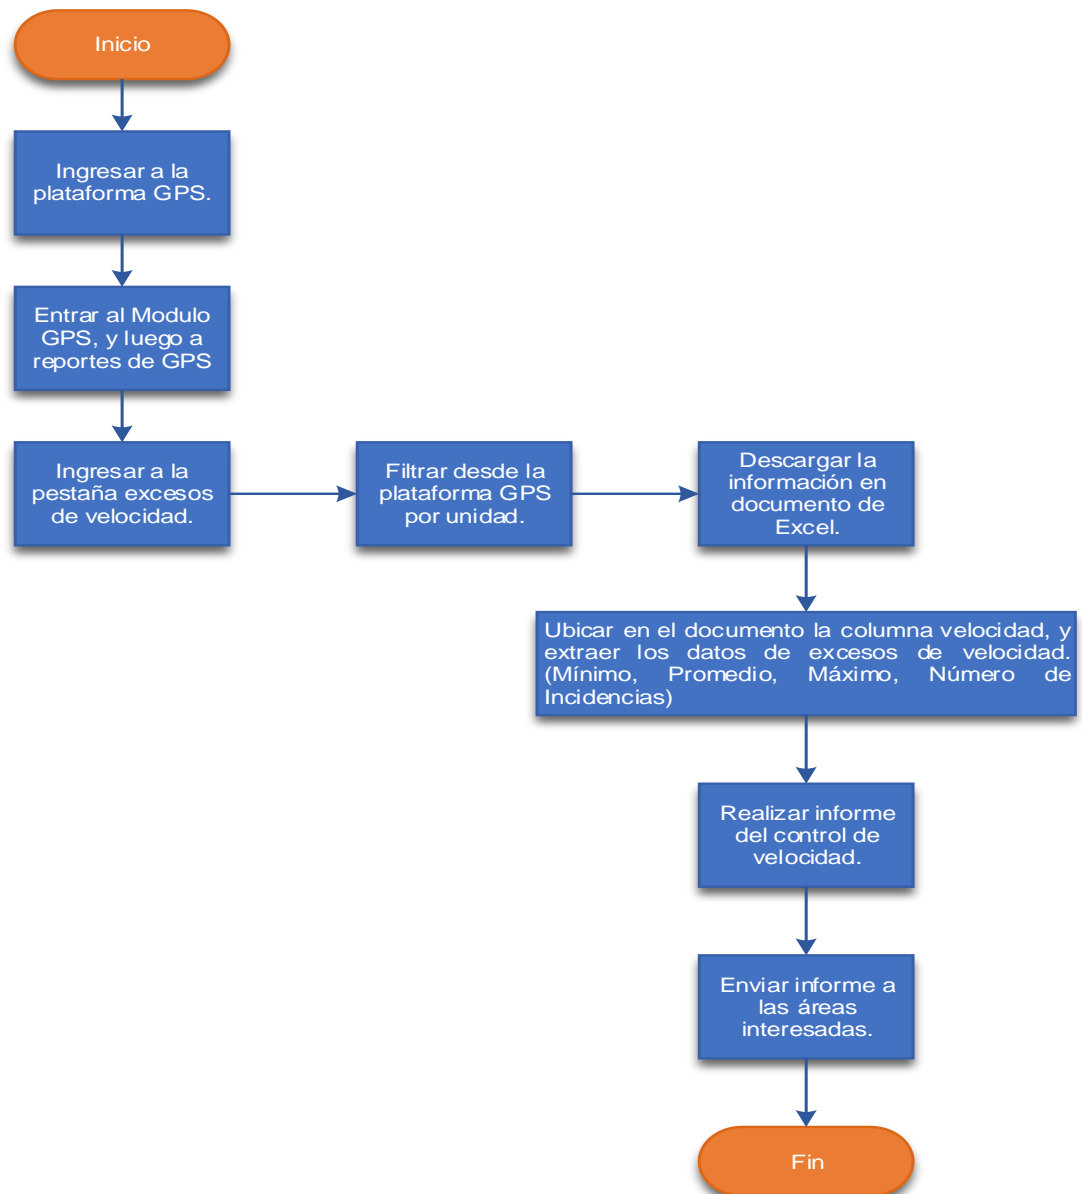 Inicio
Ingresar a la
plataforma GPS.
Entrar al Modulo
GPS, y luego a
reportes de GPS
Ingresar a la
pestaña excesos
de velocidad.
Filtrar desde la
plataforma GPS
por unidad.
Descargar la
información en
documento de
Excel.
Ubicar en el documento la columna velocidad, y
extraer los datos de excesos de velocidad.
(Mínimo, Promedio, Máximo, Número de
Incidencias)
Realizar informe
del control de
velocidad.
Enviar informe a
las áreas
interesadas.
Fin